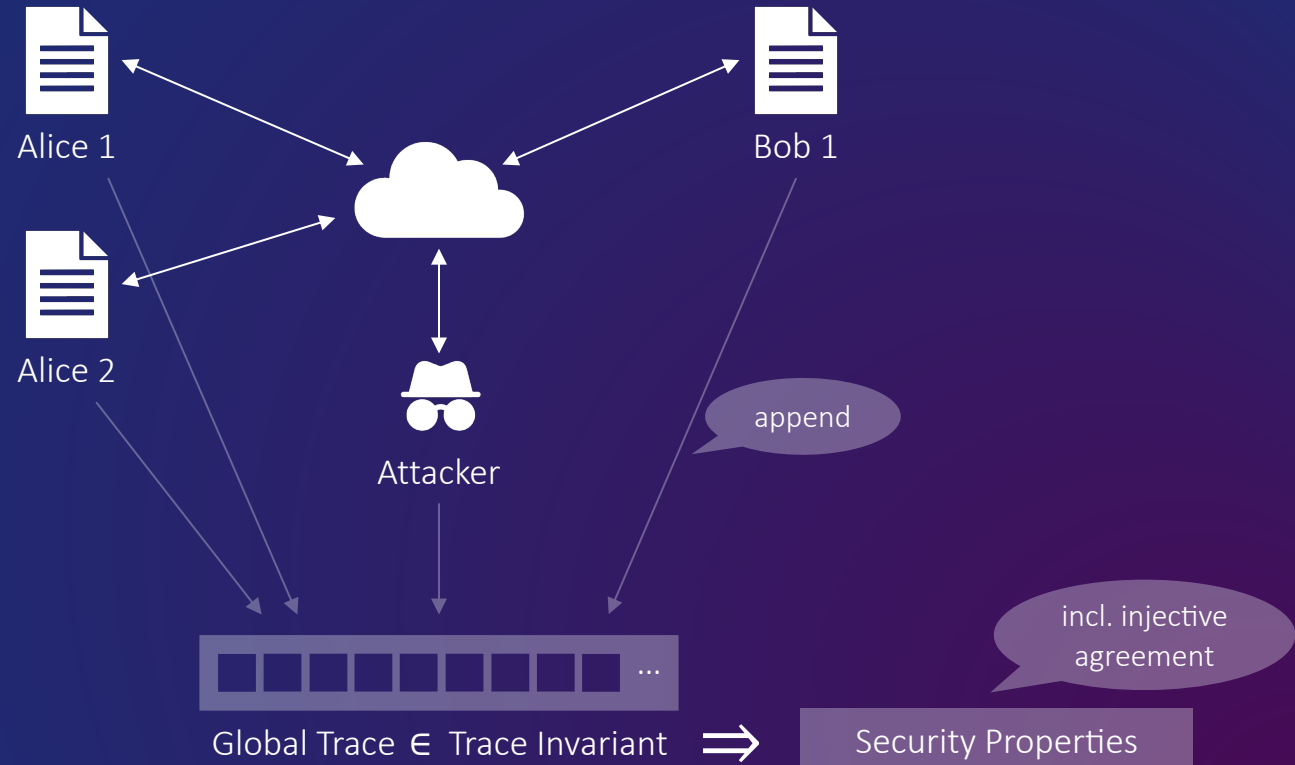 Alice 1
Bob 1
Alice 2
append
Attacker
incl. injective
agreement
...
Global Trace ∈ Trace Invariant ⇒ Security Properties